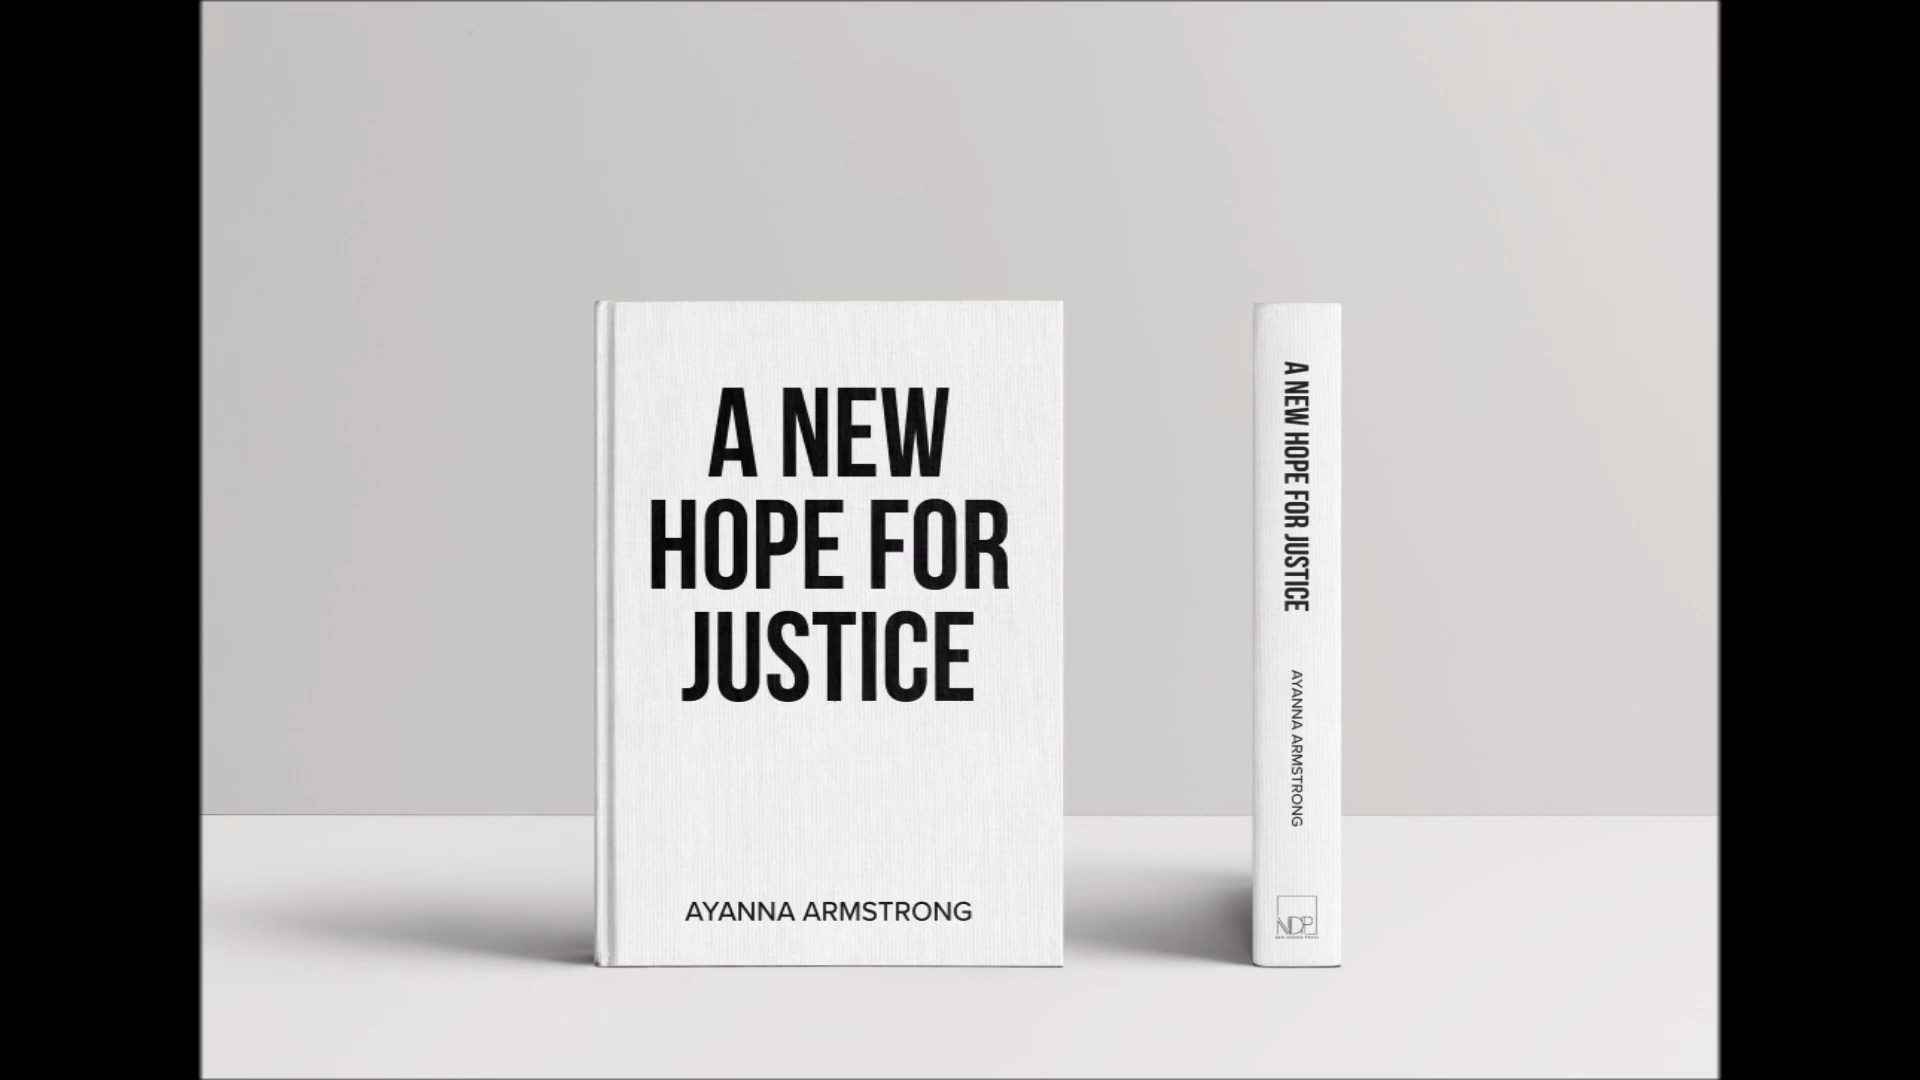 A NEW
HOPE FOR
JUSTICE
AYANNA ARMSTRONG
A NEW HOPE FOR JUSTICE
AYANNA ARMSTRONG
NDP